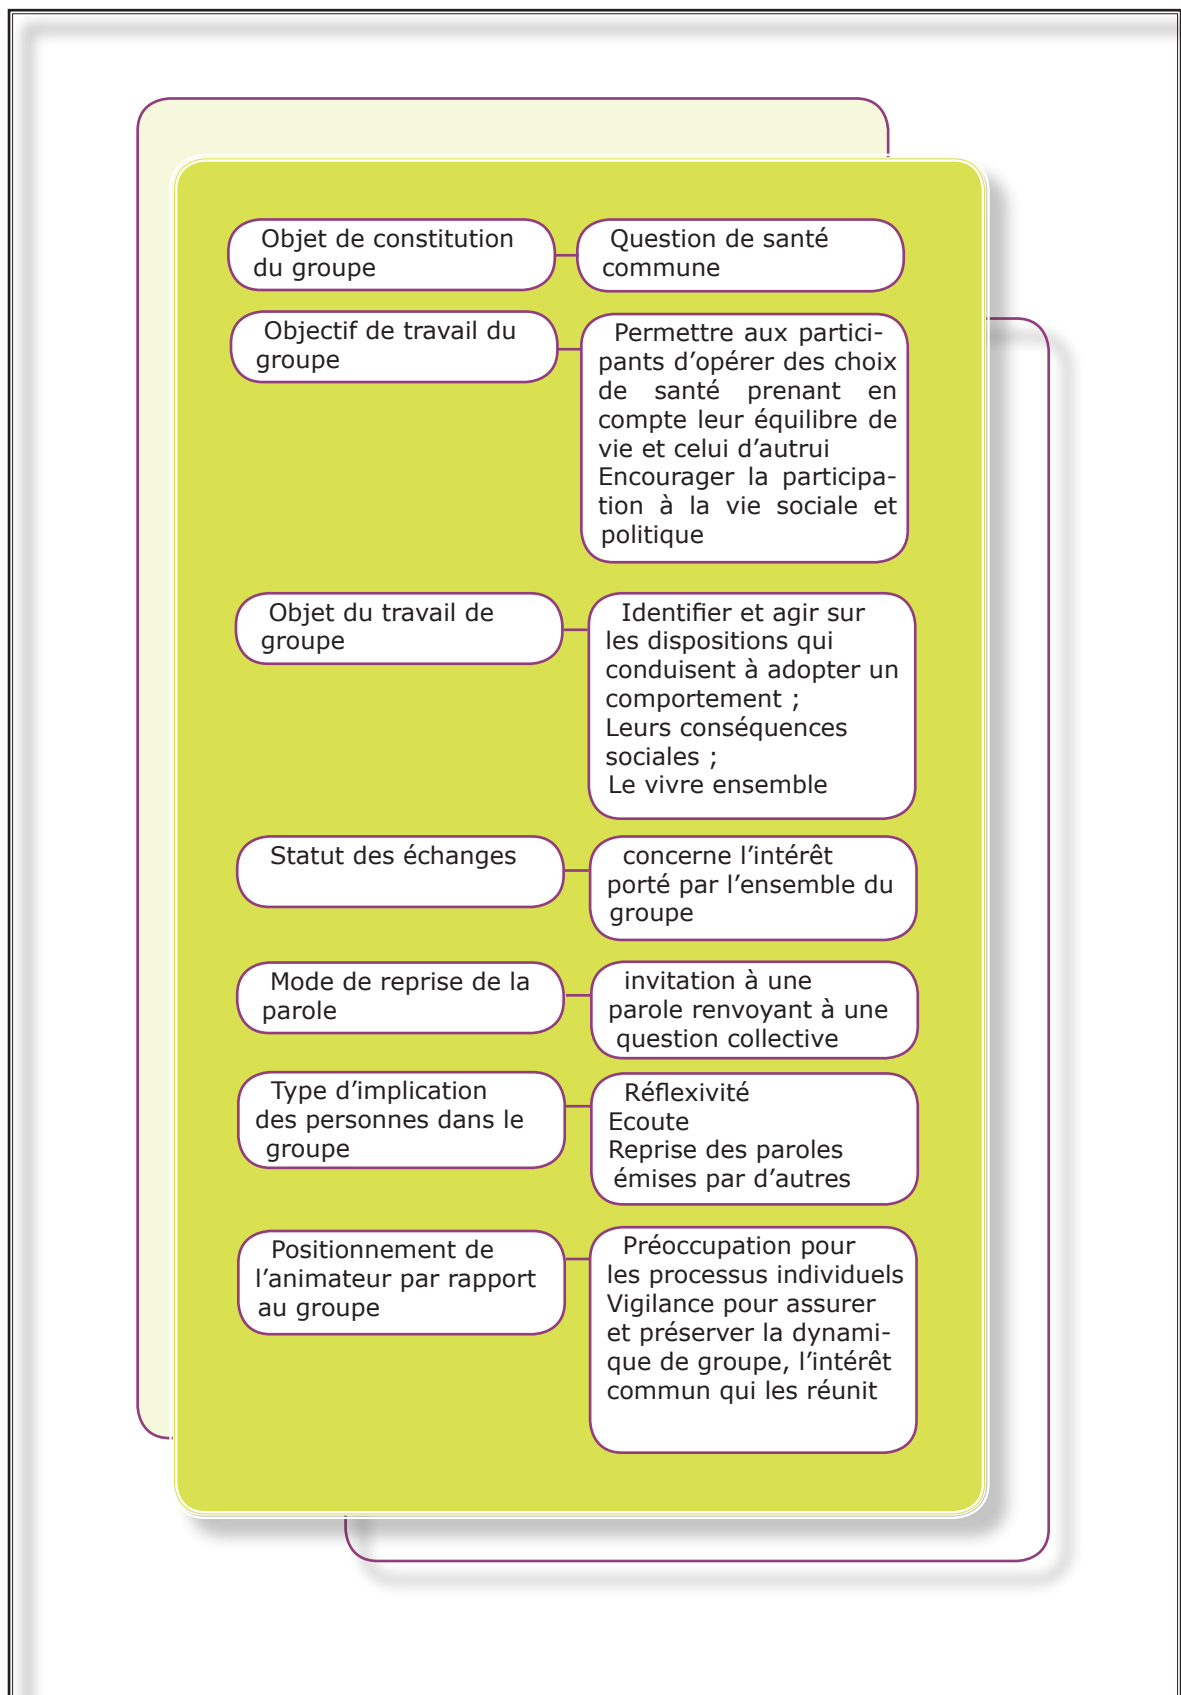 Objet de constitution
du groupe
Question de santé
commune
Objectif de travail du
groupe
Permettre aux partici-
pants d’opérer des choix
de santé prenant en
compte leur équilibre de
vie et celui d’autrui
Encourager la participa-
tion à la vie sociale et
politique
Objet du travail de
groupe
Identifier et agir sur
les dispositions qui
conduisent à adopter un
comportement ;
Leurs conséquences
sociales ;
Le vivre ensemble
Statut des échanges
concerne l’intérêt
porté par l’ensemble du
groupe
Mode de reprise de la
parole
invitation à une
parole renvoyant à une
question collective
Type d’implication
des personnes dans le
groupe
Réflexivité
Ecoute
Reprise des paroles
émises par d’autres
Positionnement de
l’animateur par rapport
au groupe
Préoccupation pour
les processus individuels
Vigilance pour assurer
et préserver la dynami-
que de groupe, l’intérêt
commun qui les réunit